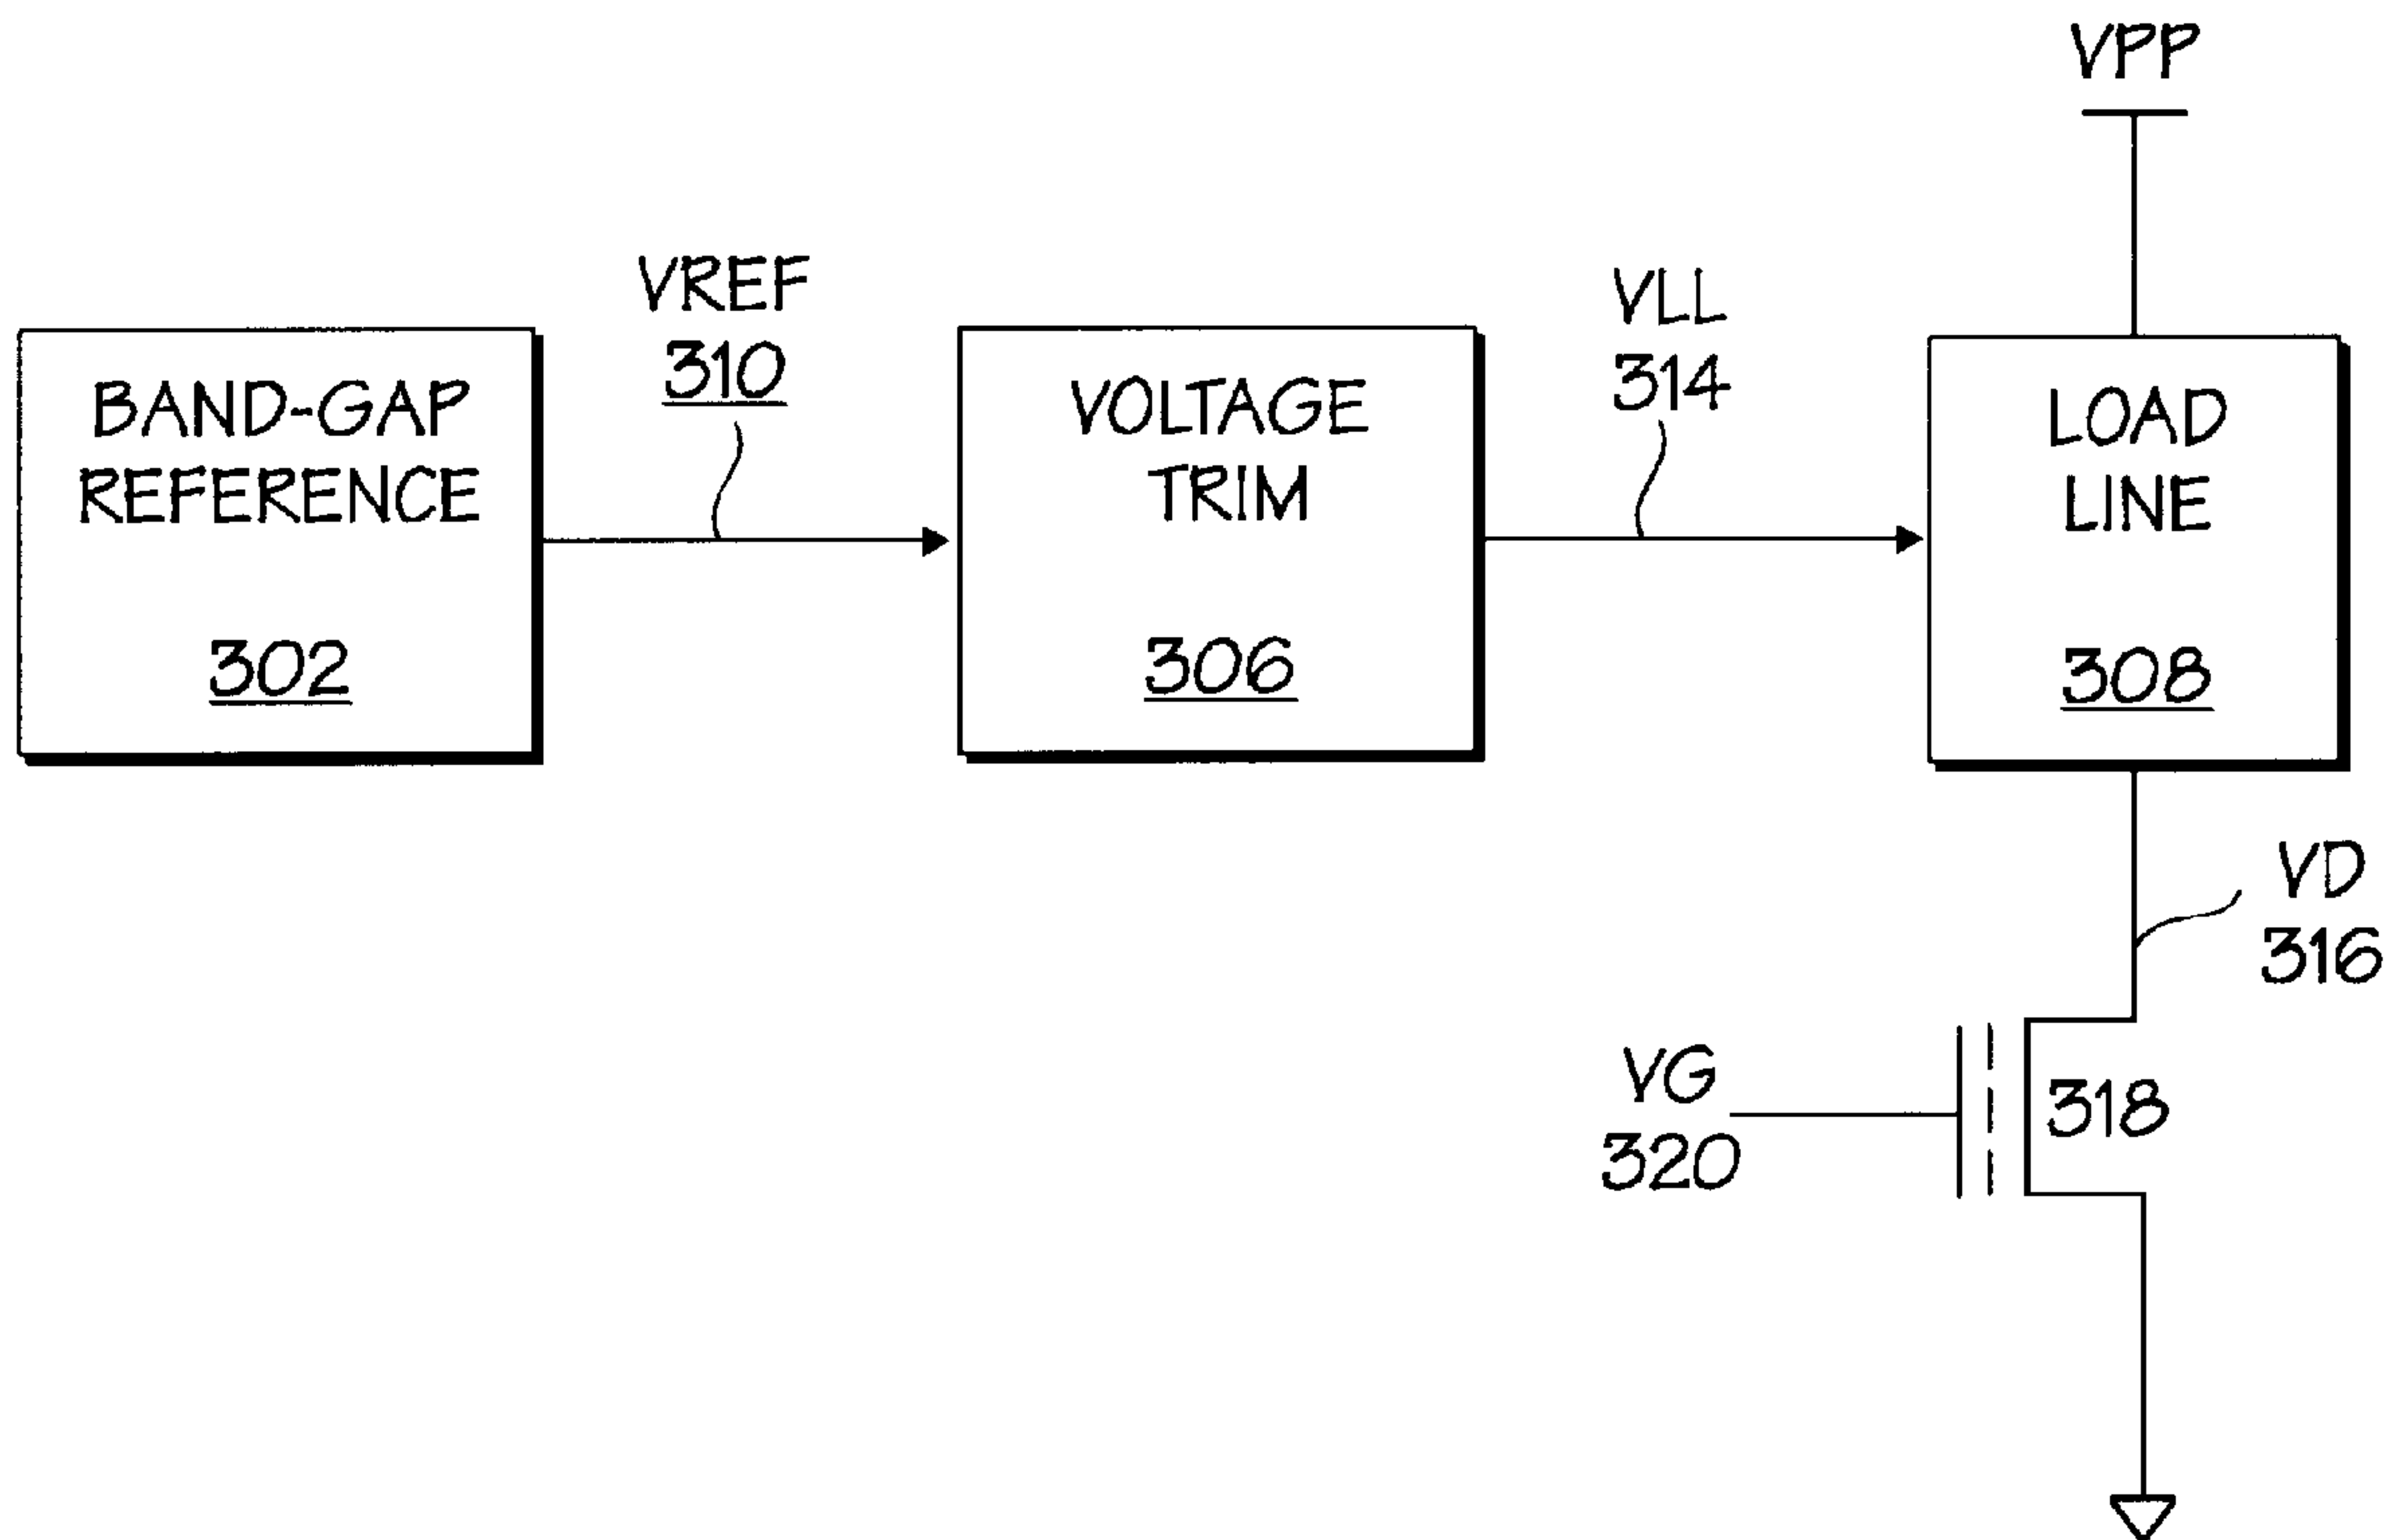 VPP
VREF
310
VLL
314
BAND-GAP
REFERENCE
302
VOLTAGE
TRIM
306
LOAD
LINE
308
VD
316
VG
320
318